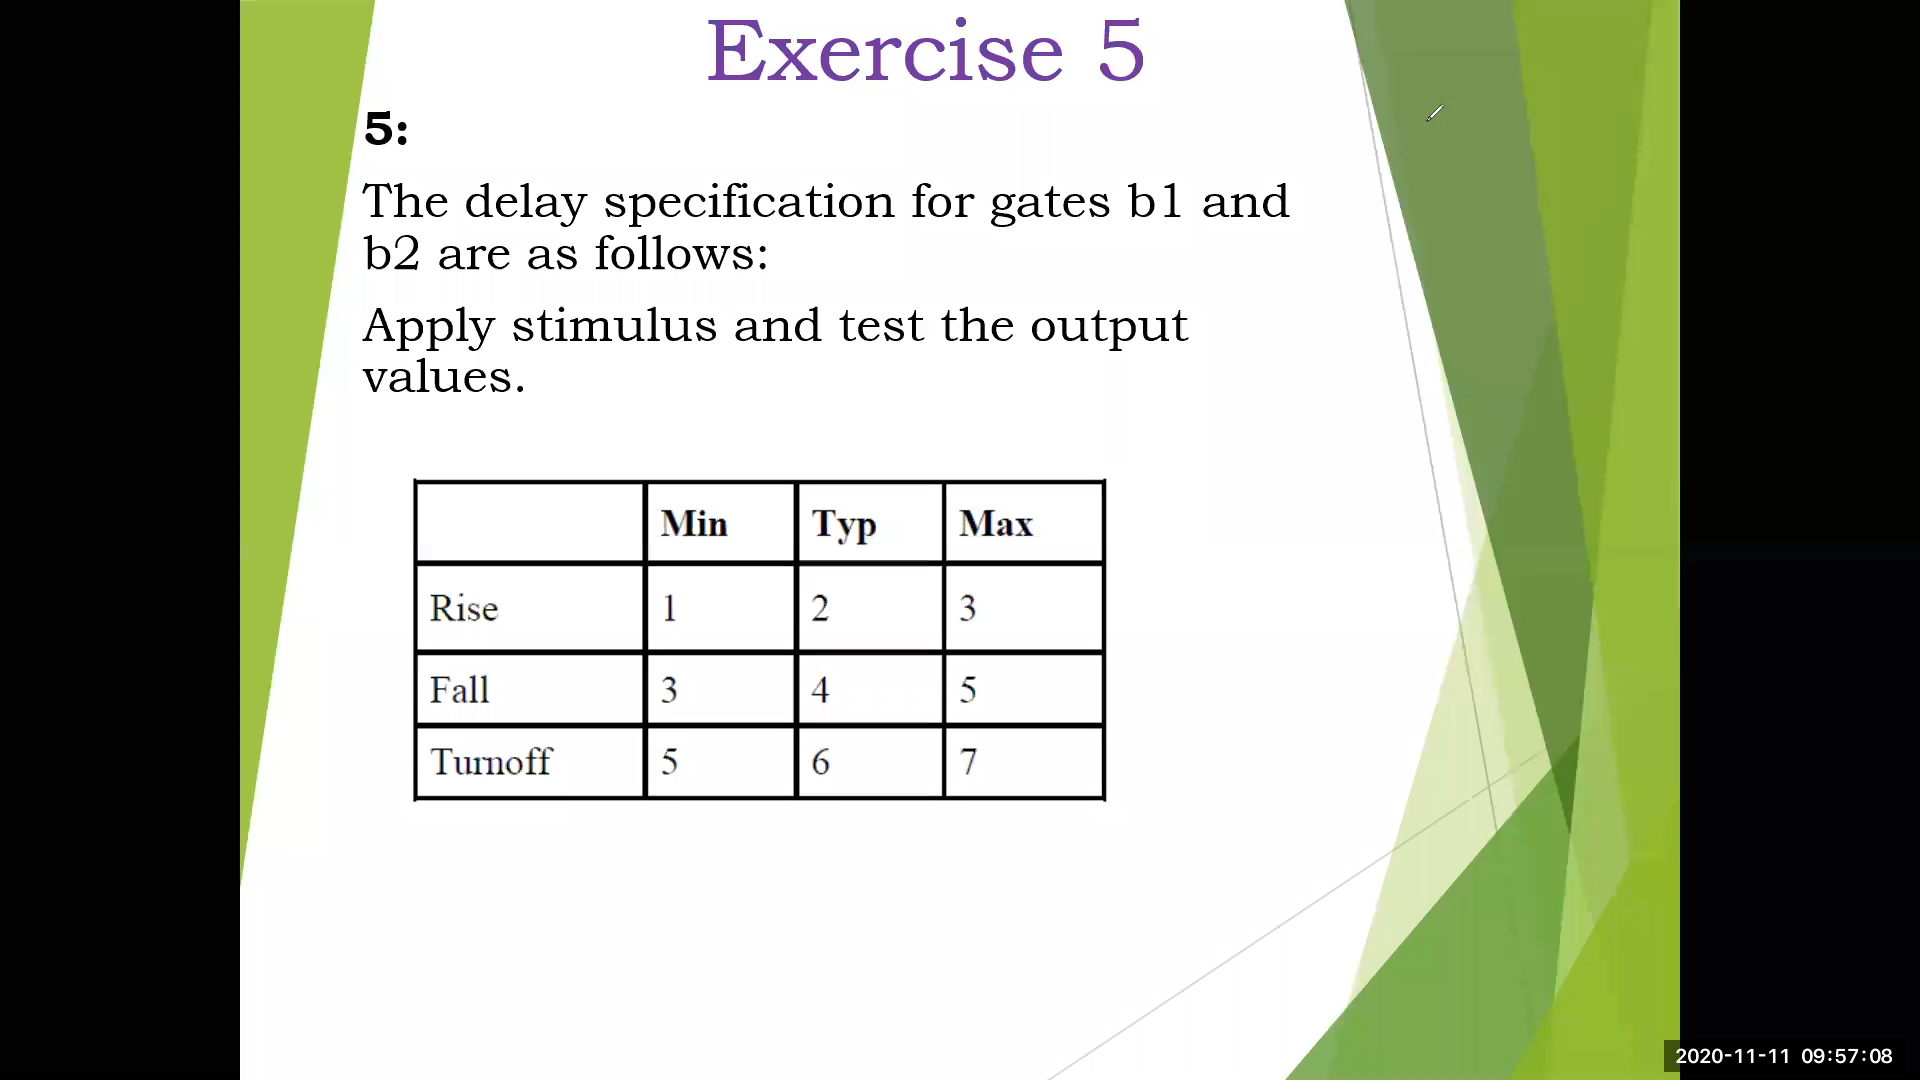 Exercise 5
5:
The delay specification for gates b1 and
b2 are as follows:
Apply stimulus and test the output
values.
Min Typ Max
Rise 1 2 3
Fall 3 4 5
Turnoff 5 6 7
2020-11-11 09:57:08